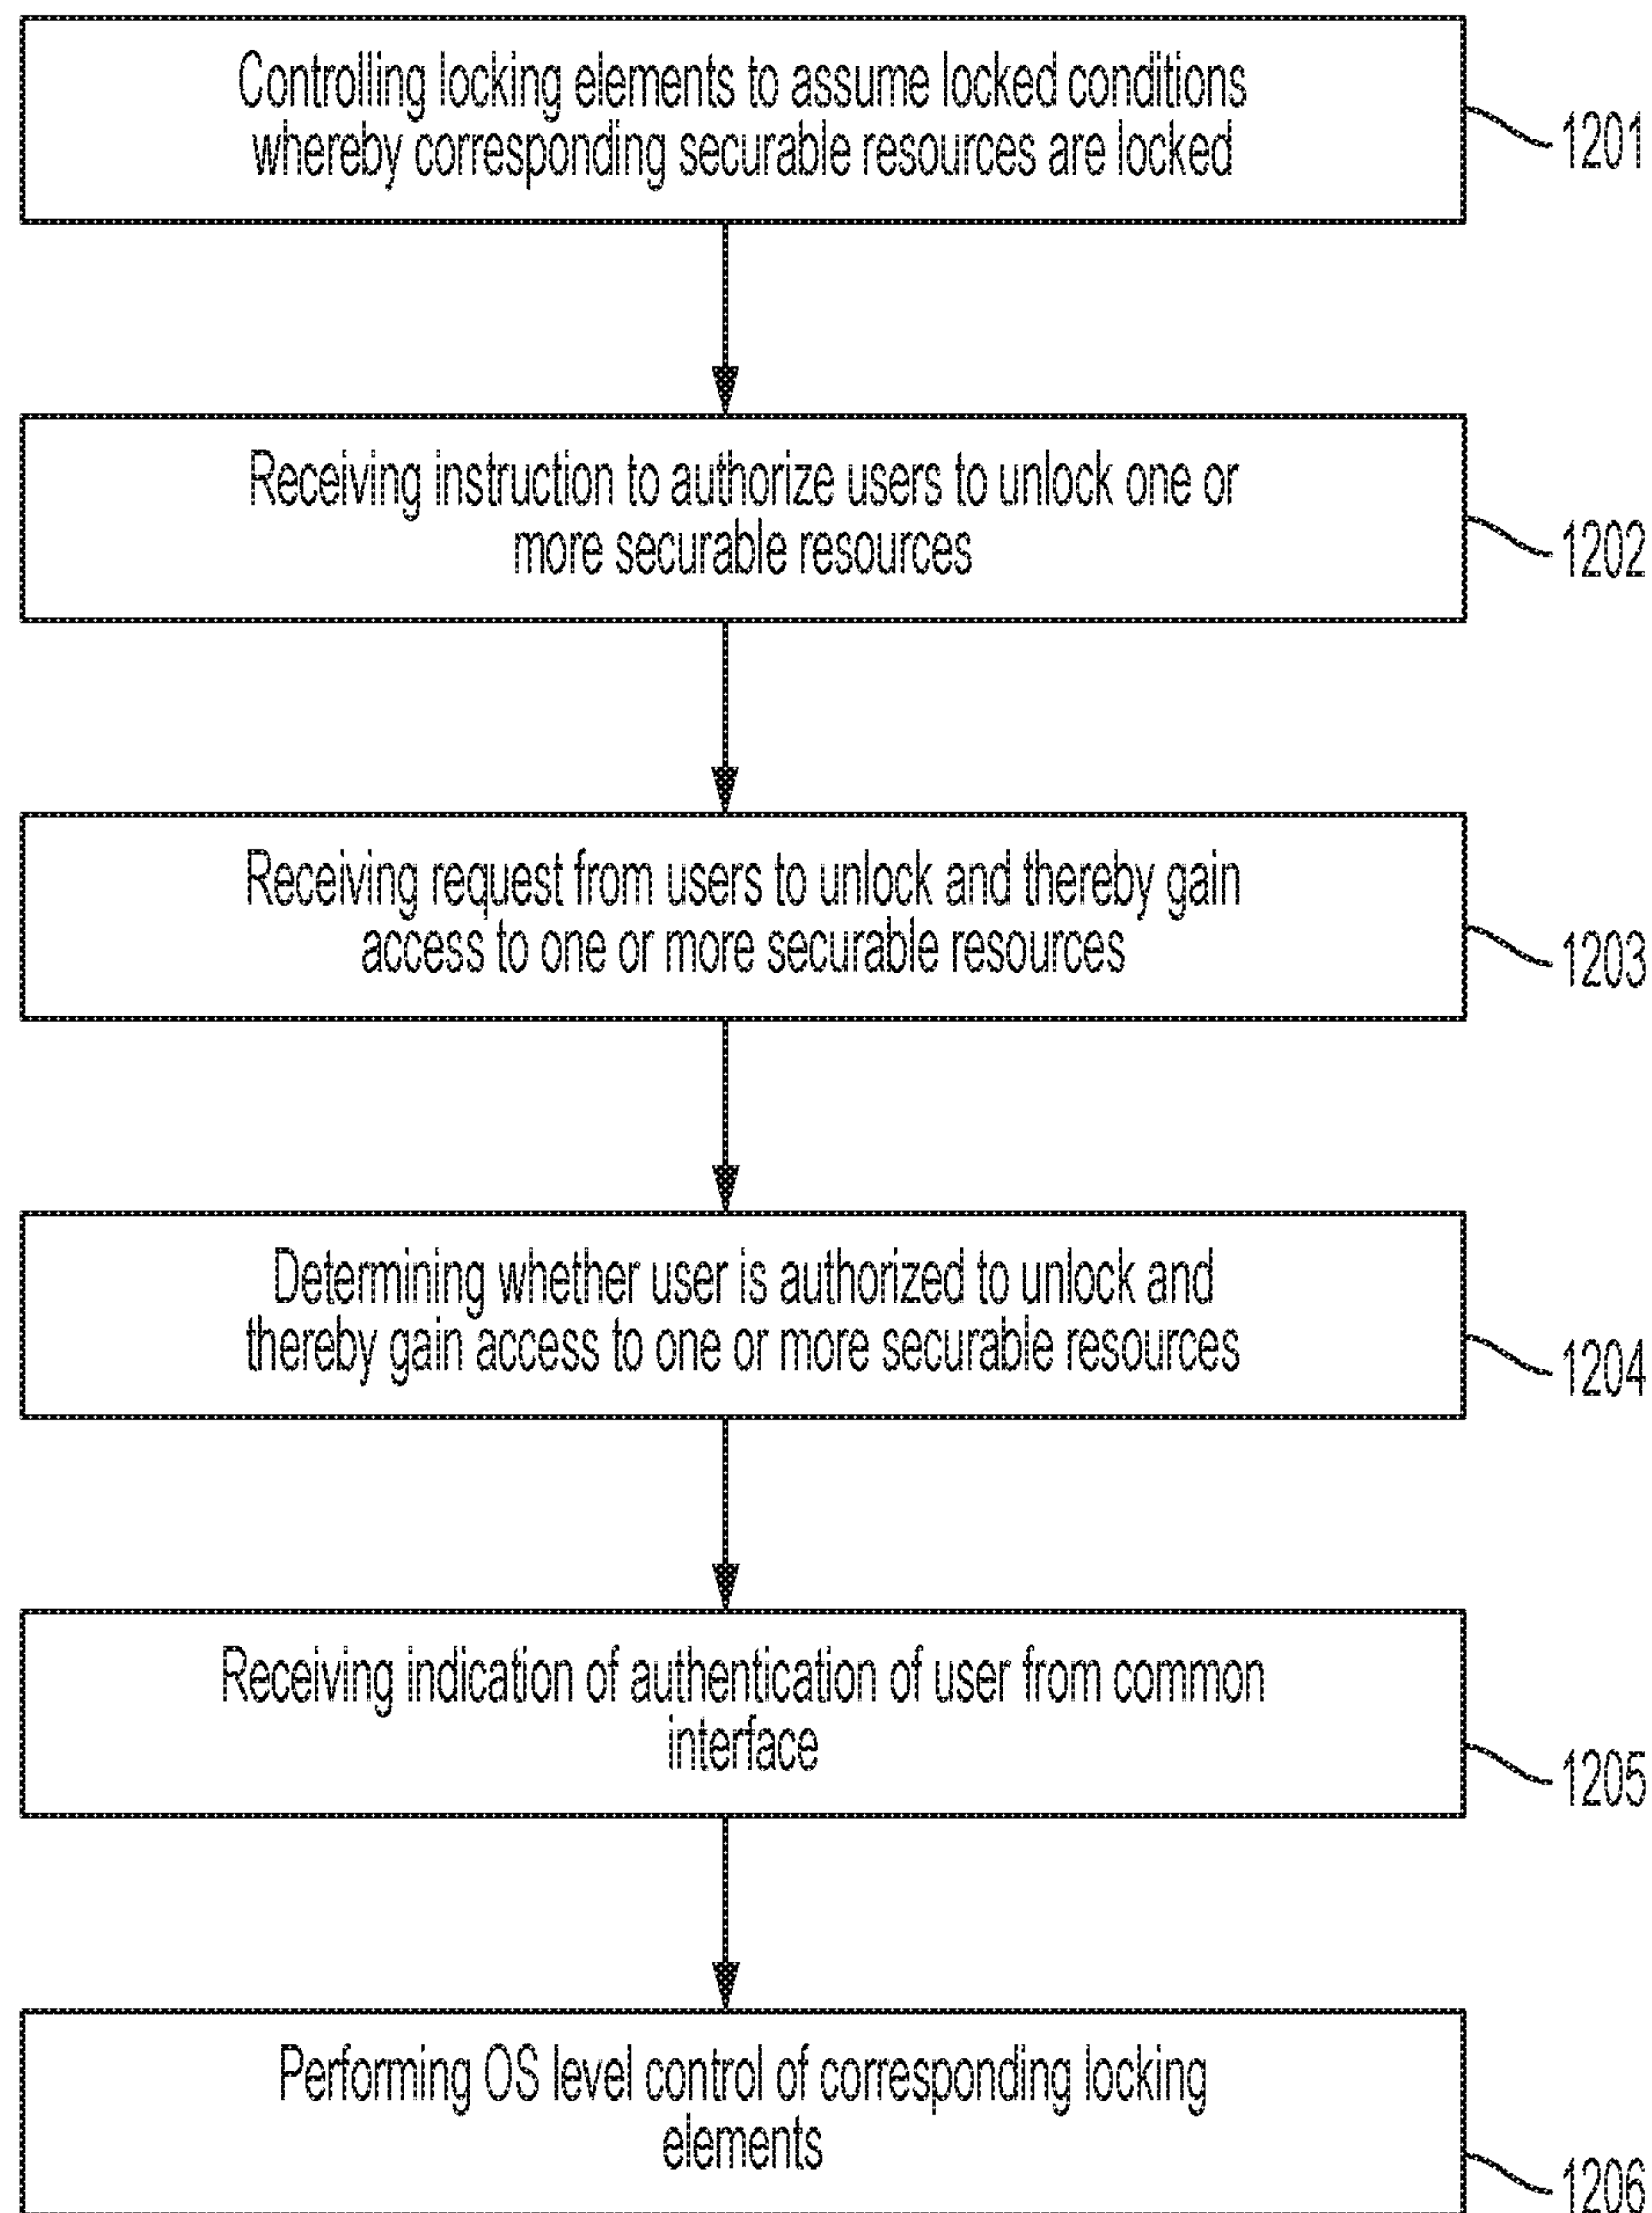 Controlling locking elements to assume locked conditions
whereby corresponding securable resources are locked
1201
Receiving instruction to authorize users to unlock one or
more securable resources
1202
Receiving request from users to unlock and thereby gain
access to one or more securable resources
1203
Determining whether user is authorized to unlock and
thereby gain access to one or more securable resources
1204
Receiving indication of authentication of user from common
interface
1205
Performing OS level control of corresponding locking
elements
1206